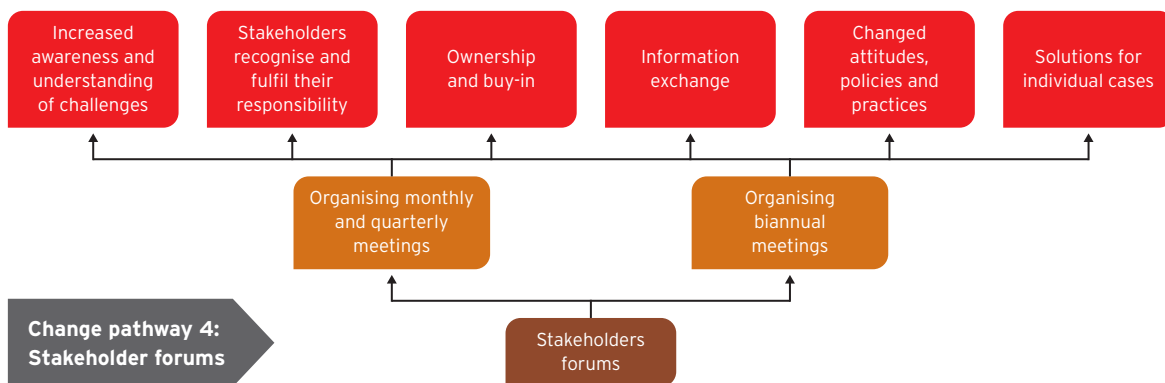 Increased
awareness and
understanding
of challenges
Stakeholders
recognise and
fulfil their
responsibility
Ownership
and buy-in
Information
exchange
Changed
attitudes,
policies and
practices
Solutions for
individual cases
Organising monthly
and quarterly
meetings
Organising
biannual
meetings
Change pathway 4:
Stakeholder forums
Stakeholders
forums